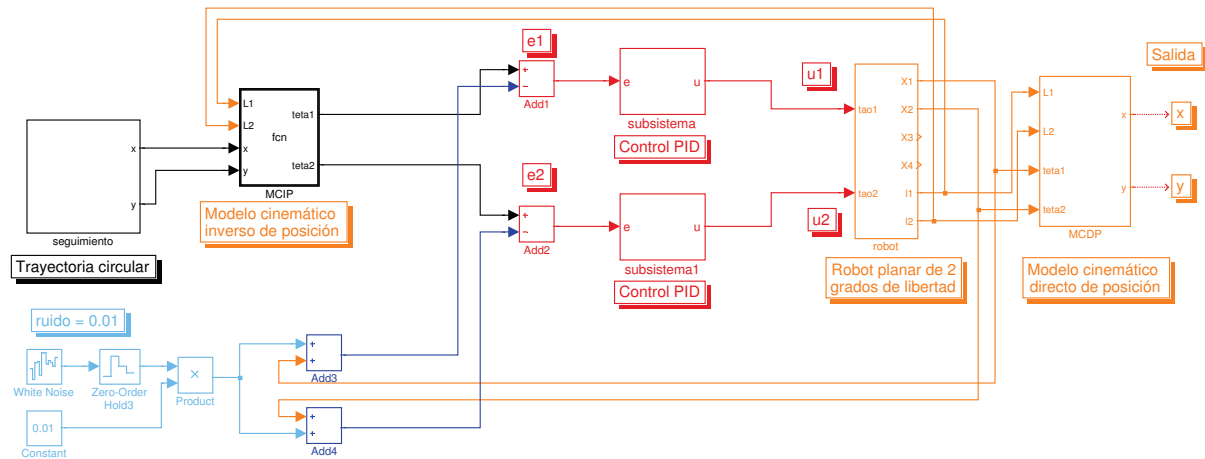 e1
Salida
L1
L2
x
y
fcn
teta1
teta2
MCIP
Modelo cinemático
inverso de posición
x
y
seguimiento
Trayectoria circular
+
−
Add1
e
u
subsistema
Control PID
u1
e2
+
−
Add2
e
u
subsistema1
Control PID
u2
tao1
tao2
X1
X2
X3
X4
l1
l2
robot
Robot planar de 2
grados de libertad
L1
L2
teta1
teta2
x
y
MCDP
Modelo cinemático
directo de posición
x
y
ruido = 0.01
White Noise
Zero-Order
Hold3
×
Product
0.01
Constant
+
+
Add3
+
+
Add4